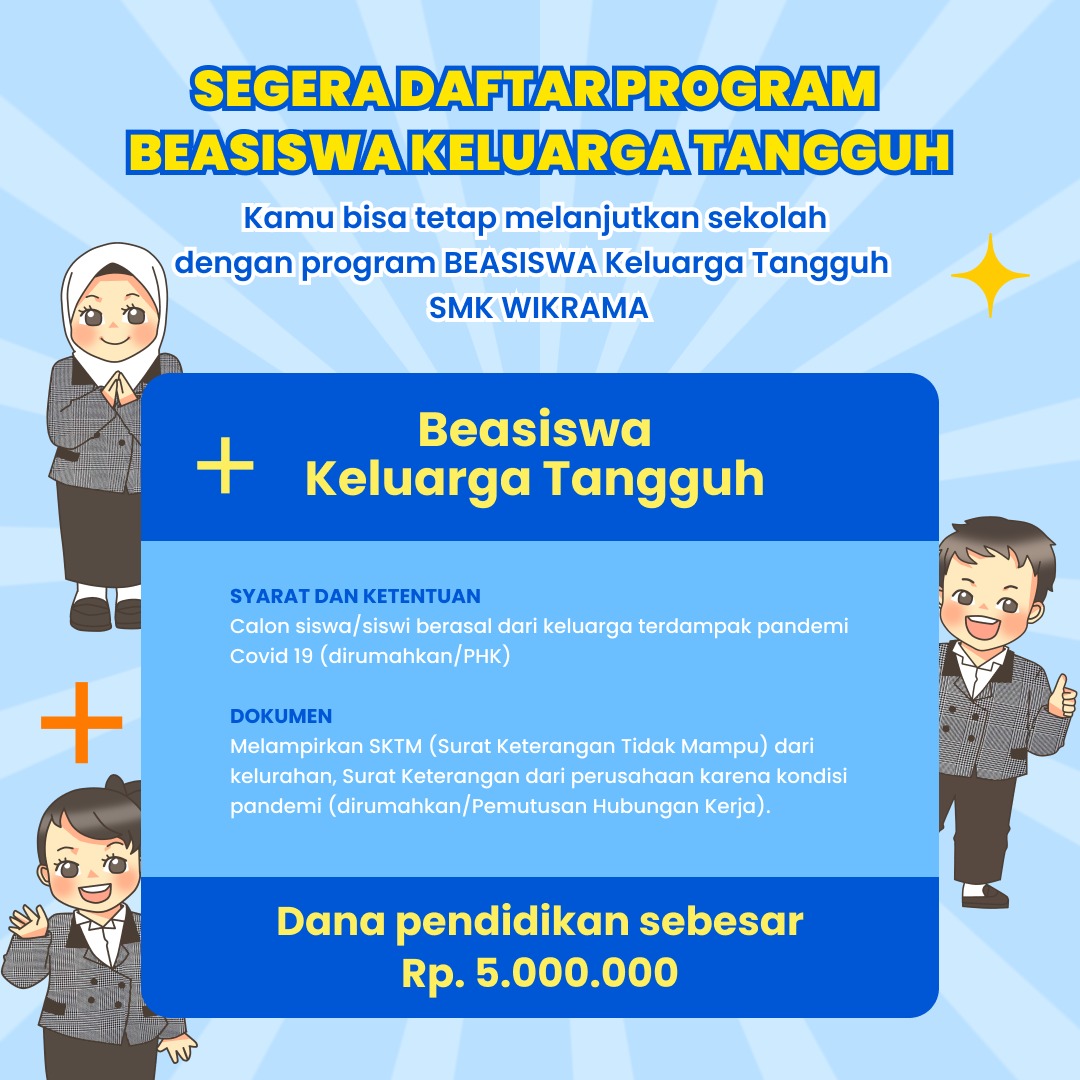 SEGERA DAFTAR PROGRAM
BEASISWA KELUARGA TANGGUH
Kamu bisa tetap melanjutkan sekolah
dengan program BEASISWA Keluarga Tangguh
SMK WIKRAMA
Beasiswa
Keluarga Tangguh
SYARAT DAN KETENTUAN
Calon siswa/siswi berasal dari keluarga terdampak pandemi
Covid 19 (dirumahkan/PHK)
DOKUMEN
Melampirkan SKTM (Surat Keterangan Tidak Mampu) dari
kelurahan, Surat Keterangan dari perusahaan karena kondisi
pandemi (dirumahkan/Pemutusan Hubungan Kerja).
Dana pendidikan sebesar
Rp. 5.000.000